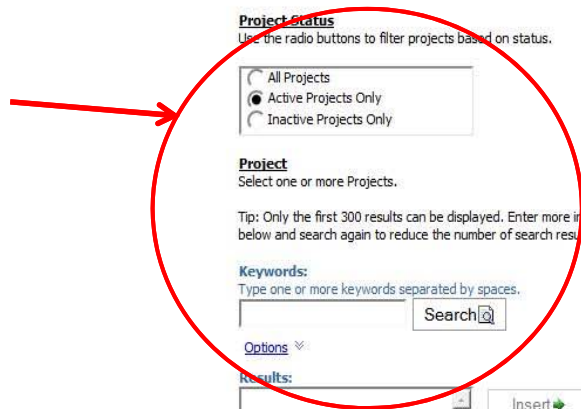 Project Status
Use the radio buttons to filter projects based on status.
All Projects
Active Projects Only
Inactive Projects Only
Project
Select one or more Projects.
Tip: Only the first 300 results can be displayed. Enter more
below and search again to reduce the number of search
Keywords:
Type one or more keywords separated by spaces.
Search
Options
Results:
Insert